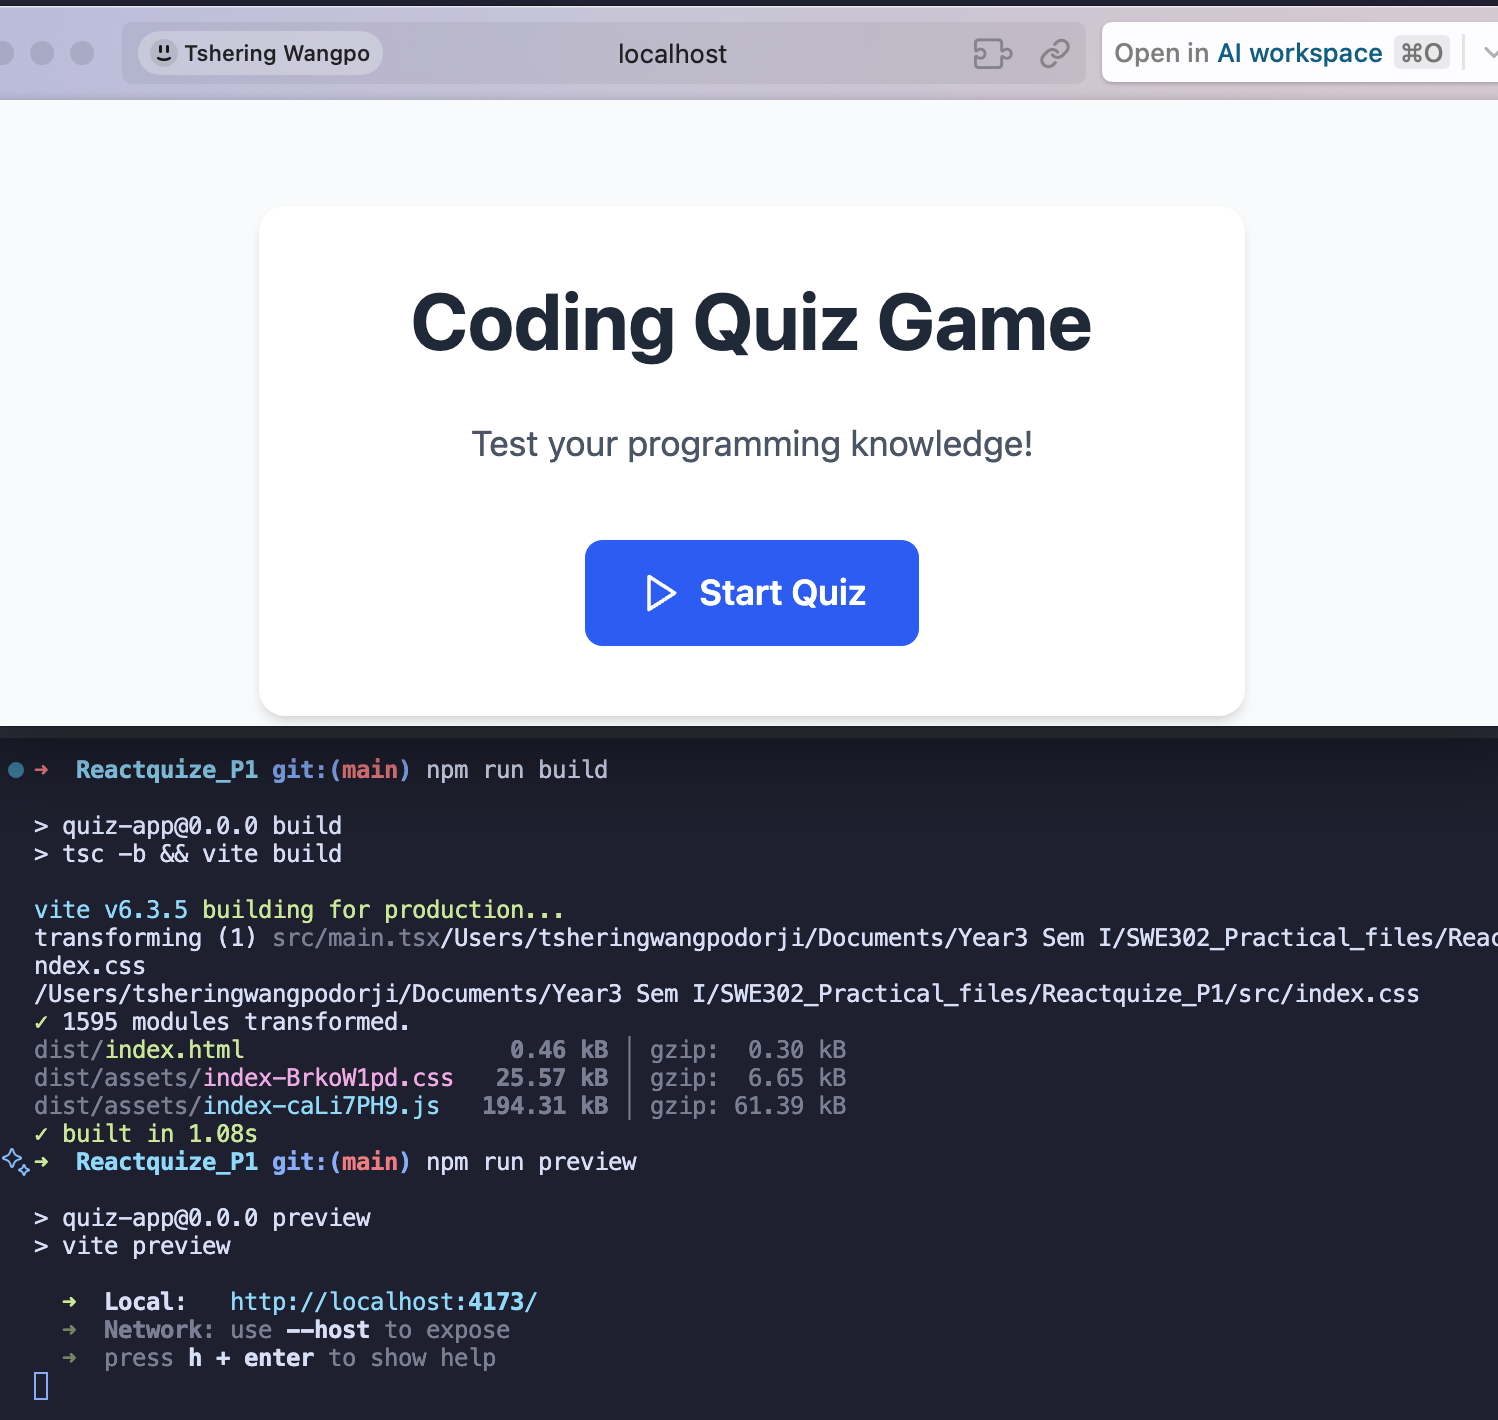 Tshering Wangpo
localhost
Open in AI workspace ⌘O
Coding Quiz Game
Test your programming knowledge!
Start Quiz
➜ Reactquize_P1 git:(main) npm run build
> quiz-app@0.0.0 build
> tsc -b && vite build
vite v6.3.5 building for production...
transforming (1) src/main.tsx/Users/tsheringwangpodorji/Documents/Year3 Sem I/SWE302_Practical_files/Reac
ndex.css
/Users/tsheringwangpodorji/Documents/Year3 Sem I/SWE302_Practical_files/Reactquize_P1/src/index.css
✓ 1595 modules transformed.
dist/index.html 0.46 kB │ gzip: 0.30 kB
dist/assets/index-BrkoW1pd.css 25.57 kB │ gzip: 6.65 kB
dist/assets/index-caLi7PH9.js 194.31 kB │ gzip: 61.39 kB
✓ built in 1.08s
➜ Reactquize_P1 git:(main) npm run preview
> quiz-app@0.0.0 preview
> vite preview
➜ Local: http://localhost:4173/
➜ Network: use --host to expose
➜ press h + enter to show help